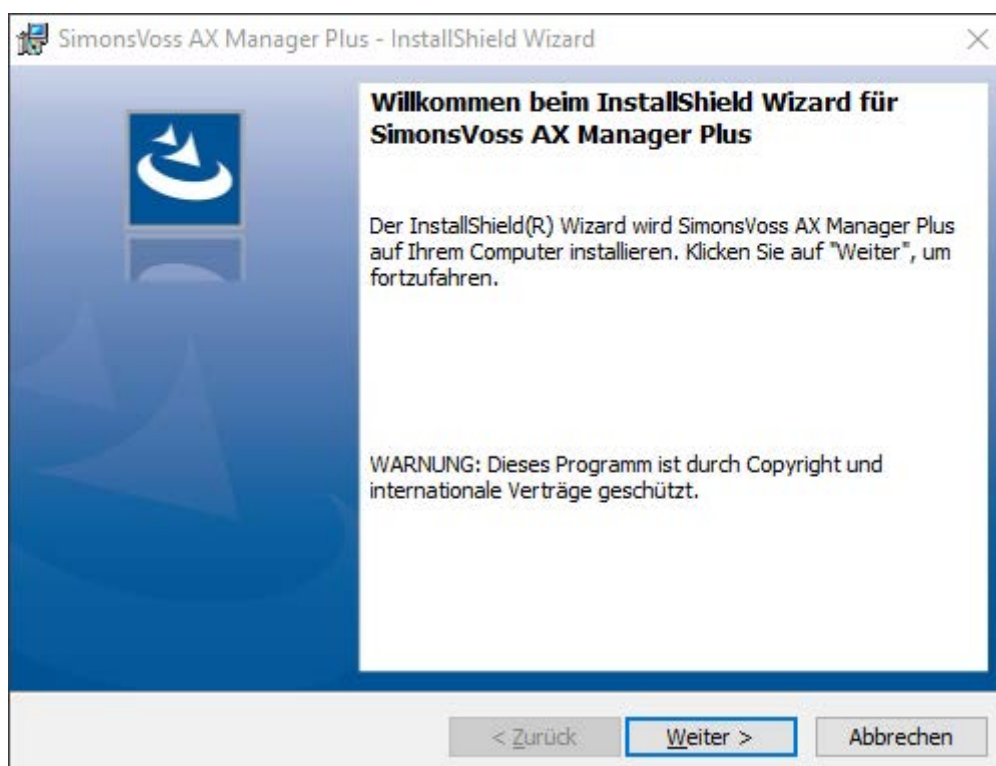 SimonsVoss AX Manager Plus - InstallShield Wizard
Willkommen beim InstallShield Wizard für
SimonsVoss AX Manager Plus
Der InstallShield(R) Wizard wird SimonsVoss AX Manager Plus
auf Ihrem Computer installieren. Klicken Sie auf "Weiter", um
fortzufahren.
WARNUNG: Dieses Programm ist durch Copyright und
internationale Verträge geschützt.
< Zurück Weiter > Abbrechen